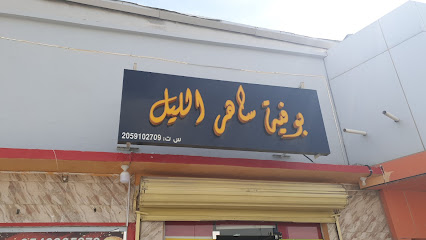 بوفية ساهر الليل
س ت: 2059102709